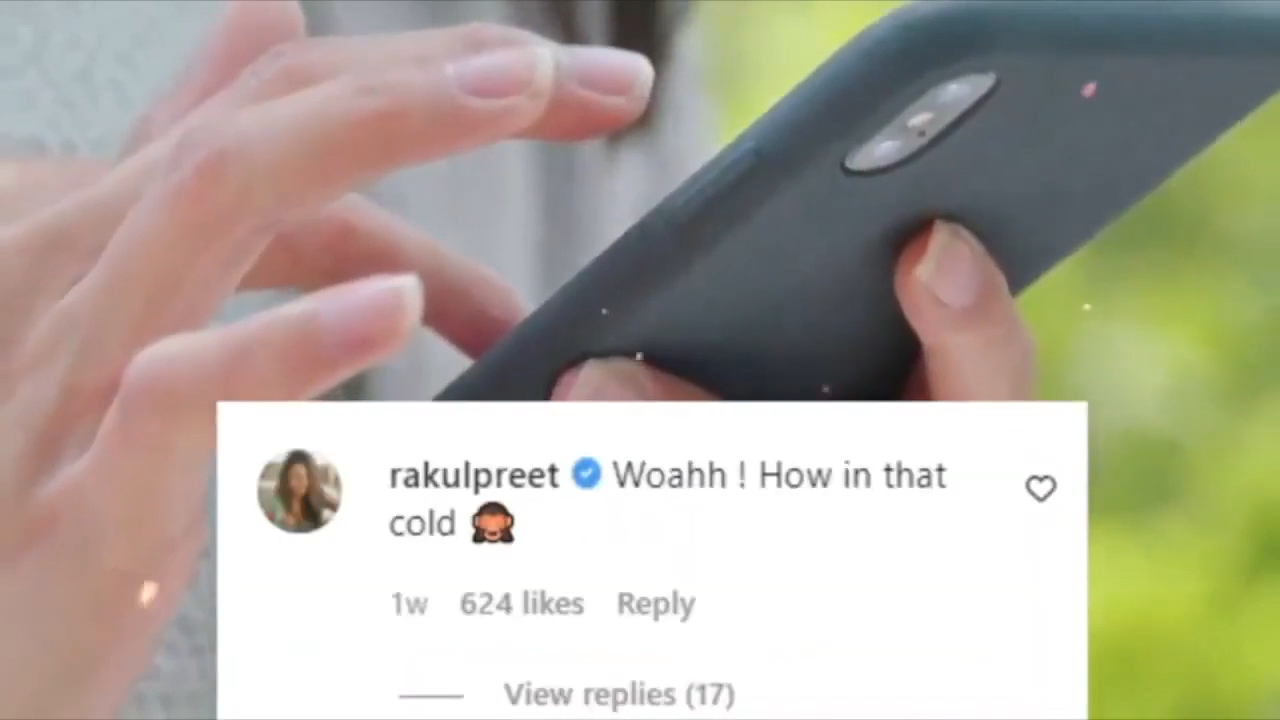 rakulpreet Woahh ! How in that
cold 🙈
1w 624 likes Reply
View replies (17)